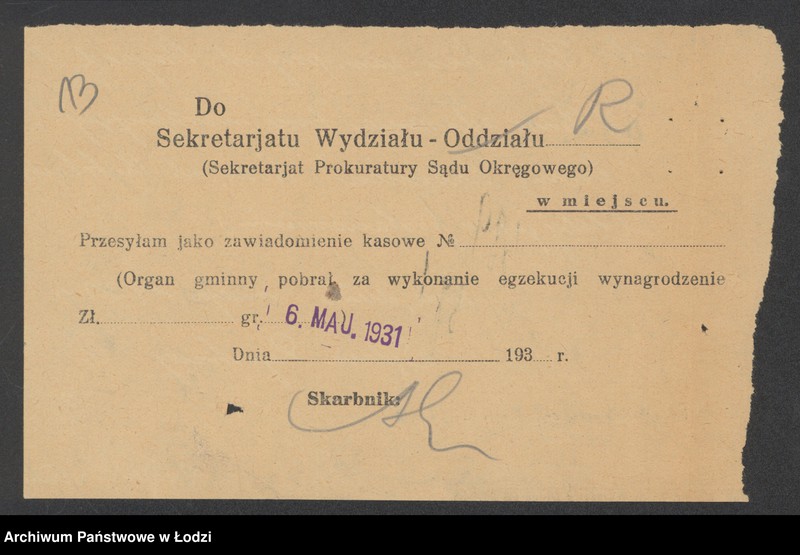 Do
Sekretarjatu Wydziału - Oddziału R
(Sekretarjat Prokuratury Sądu Okręgowego)
w miejscu.
Przesyłam jako zawiadomienie kasowe №
(Organ gminny pobrał za wykonanie egzekucji wynagrodzenie
Zł. gr.
6. MAJ. 1931
Dnia 193 r.
Skarbnik:
Archiwum Państwowe w Łodzi